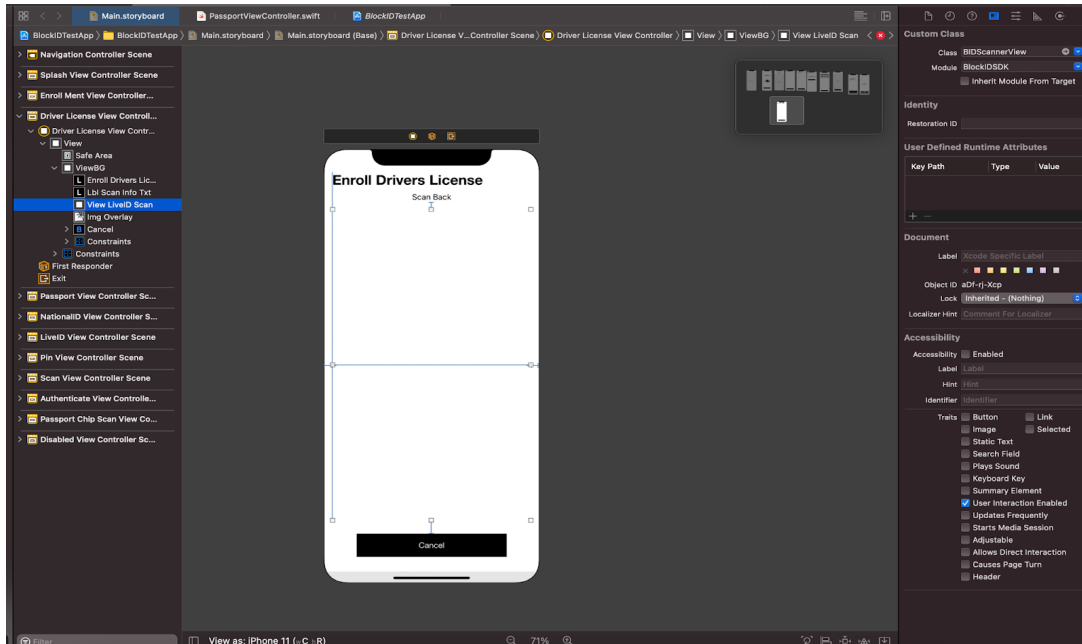 Main.storyboard
PassportViewController.swift
BlockIDTestApp
BlockIDTestApp
BlockIDTestApp
Main.storyboard
Main.storyboard (Base)
Driver License V...Controller Scene
Driver License View Controller
View
ViewBG
View LiveID Scan
Navigation Controller Scene
Splash View Controller Scene
Enroll Ment View Controller...
Driver License View Controll...
Driver License View Contr...
View
Safe Area
ViewBG
L Enroll Drivers Lic...
L Lbl Scan Info Txt
View LiveID Scan
Img Overlay
B Cancel
Constraints
Constraints
First Responder
Exit
Passport View Controller Sc...
NationalID View Controller S...
LiveID View Controller Scene
Pin View Controller Scene
Scan View Controller Scene
Authenticate View Controlle...
Passport Chip Scan View Co...
Disabled View Controller Sc...
Filter
Enroll Drivers License
Scan Back
Cancel
View as: iPhone 11 (wC hR)
71%
Custom Class
Class BIDScannerView
Module BlockIDSDK
Inherit Module From Target
Identity
Restoration ID
User Defined Runtime Attributes
Key Path Type Value
+ −
Document
Label Xcode Specific Label
Object ID aDf-rj-Xcp
Lock Inherited - (Nothing)
Localizer Hint Comment For Localizer
Accessibility
Accessibility Enabled
Label Label
Hint Hint
Identifier Identifier
Traits Button Link
Image Selected
Static Text
Search Field
Plays Sound
Keyboard Key
Summary Element
User Interaction Enabled
Updates Frequently
Starts Media Session
Adjustable
Allows Direct Interaction
Causes Page Turn
Header